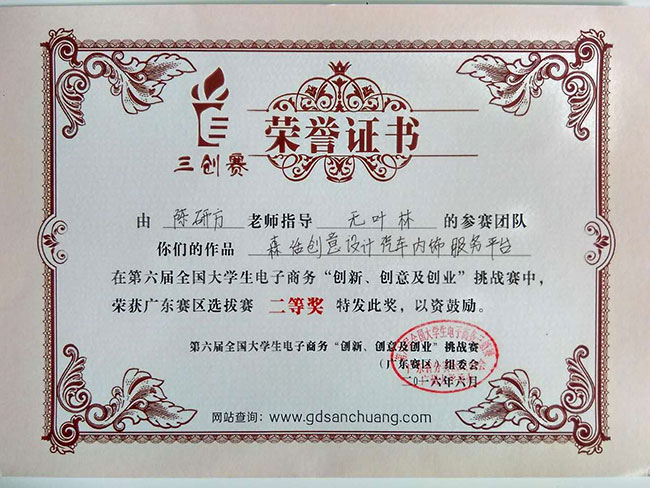 三创赛
荣誉证书
由 陈研方 老师指导 无叶林 的参赛团队
你们的作品 森活创意设计汽车内饰服务平台
在第六届全国大学生电子商务“创新、创意及创业”挑战赛中,
荣获广东赛区选拔赛 二等奖 特发此奖，以资鼓励。
第六届全国大学生电子商务“创新、创意及创业”挑战赛
（广东赛区）组委会
二〇一六年六月
网站查询：www.gdsanchuang.com